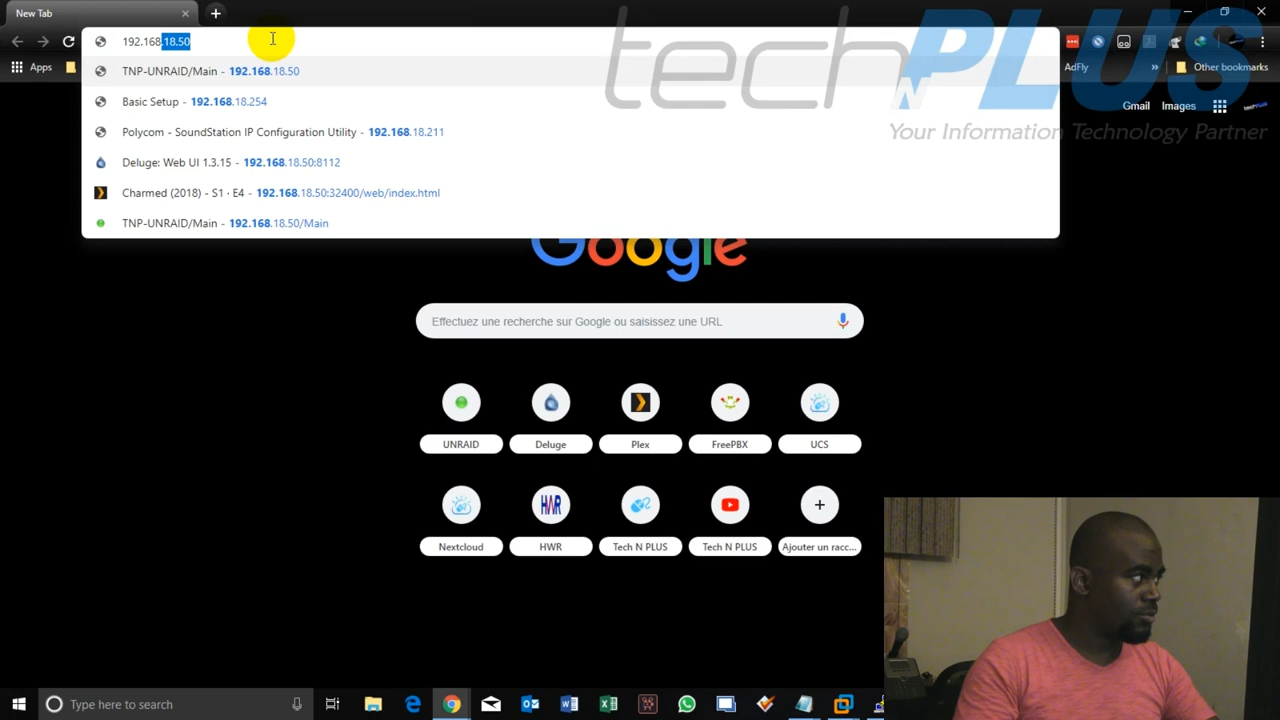 New Tab
192.168.18.50
TNP-UNRAID/Main - 192.168.18.50
Basic Setup - 192.168.18.254
Polycom - SoundStation IP Configuration Utility - 192.168.18.211
Deluge: Web UI 1.3.15 - 192.168.18.50:8112
Charmed (2018) - S1 · E4 - 192.168.18.50:32400/web/index.html
TNP-UNRAID/Main - 192.168.18.50/Main
Apps
AdFly
»
Other bookmarks
tech N PLUS
Your Information Technology Partner
Gmail Images
Google
Effectuez une recherche sur Google ou saisissez une URL
UNRAID Deluge Plex FreePBX UCS
HWR
Nextcloud HWR Tech N PLUS Tech N PLUS Ajouter un racc...
Type here to search